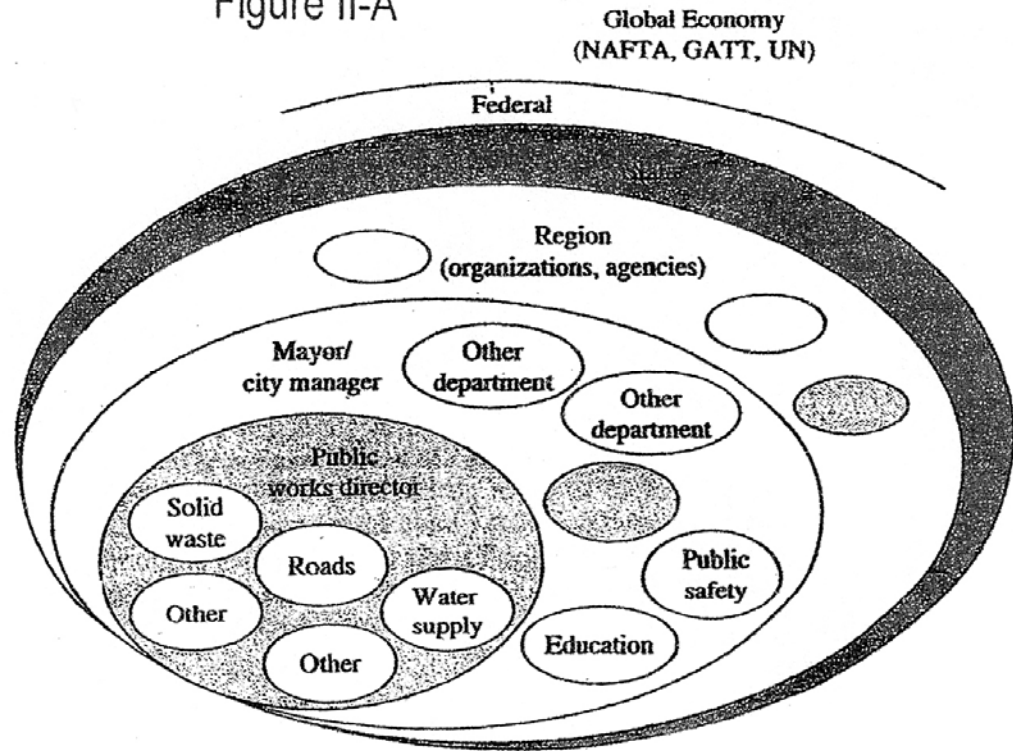 Figure II-A
Global Economy
(NAFTA, GATT, UN)
Federal
State
Region
(organizations, agencies)
Mayor/
city manager
Other
department
Other
department
Public
works director
Solid
waste
Roads
Other
Water
supply
Other
Public
safety
Education